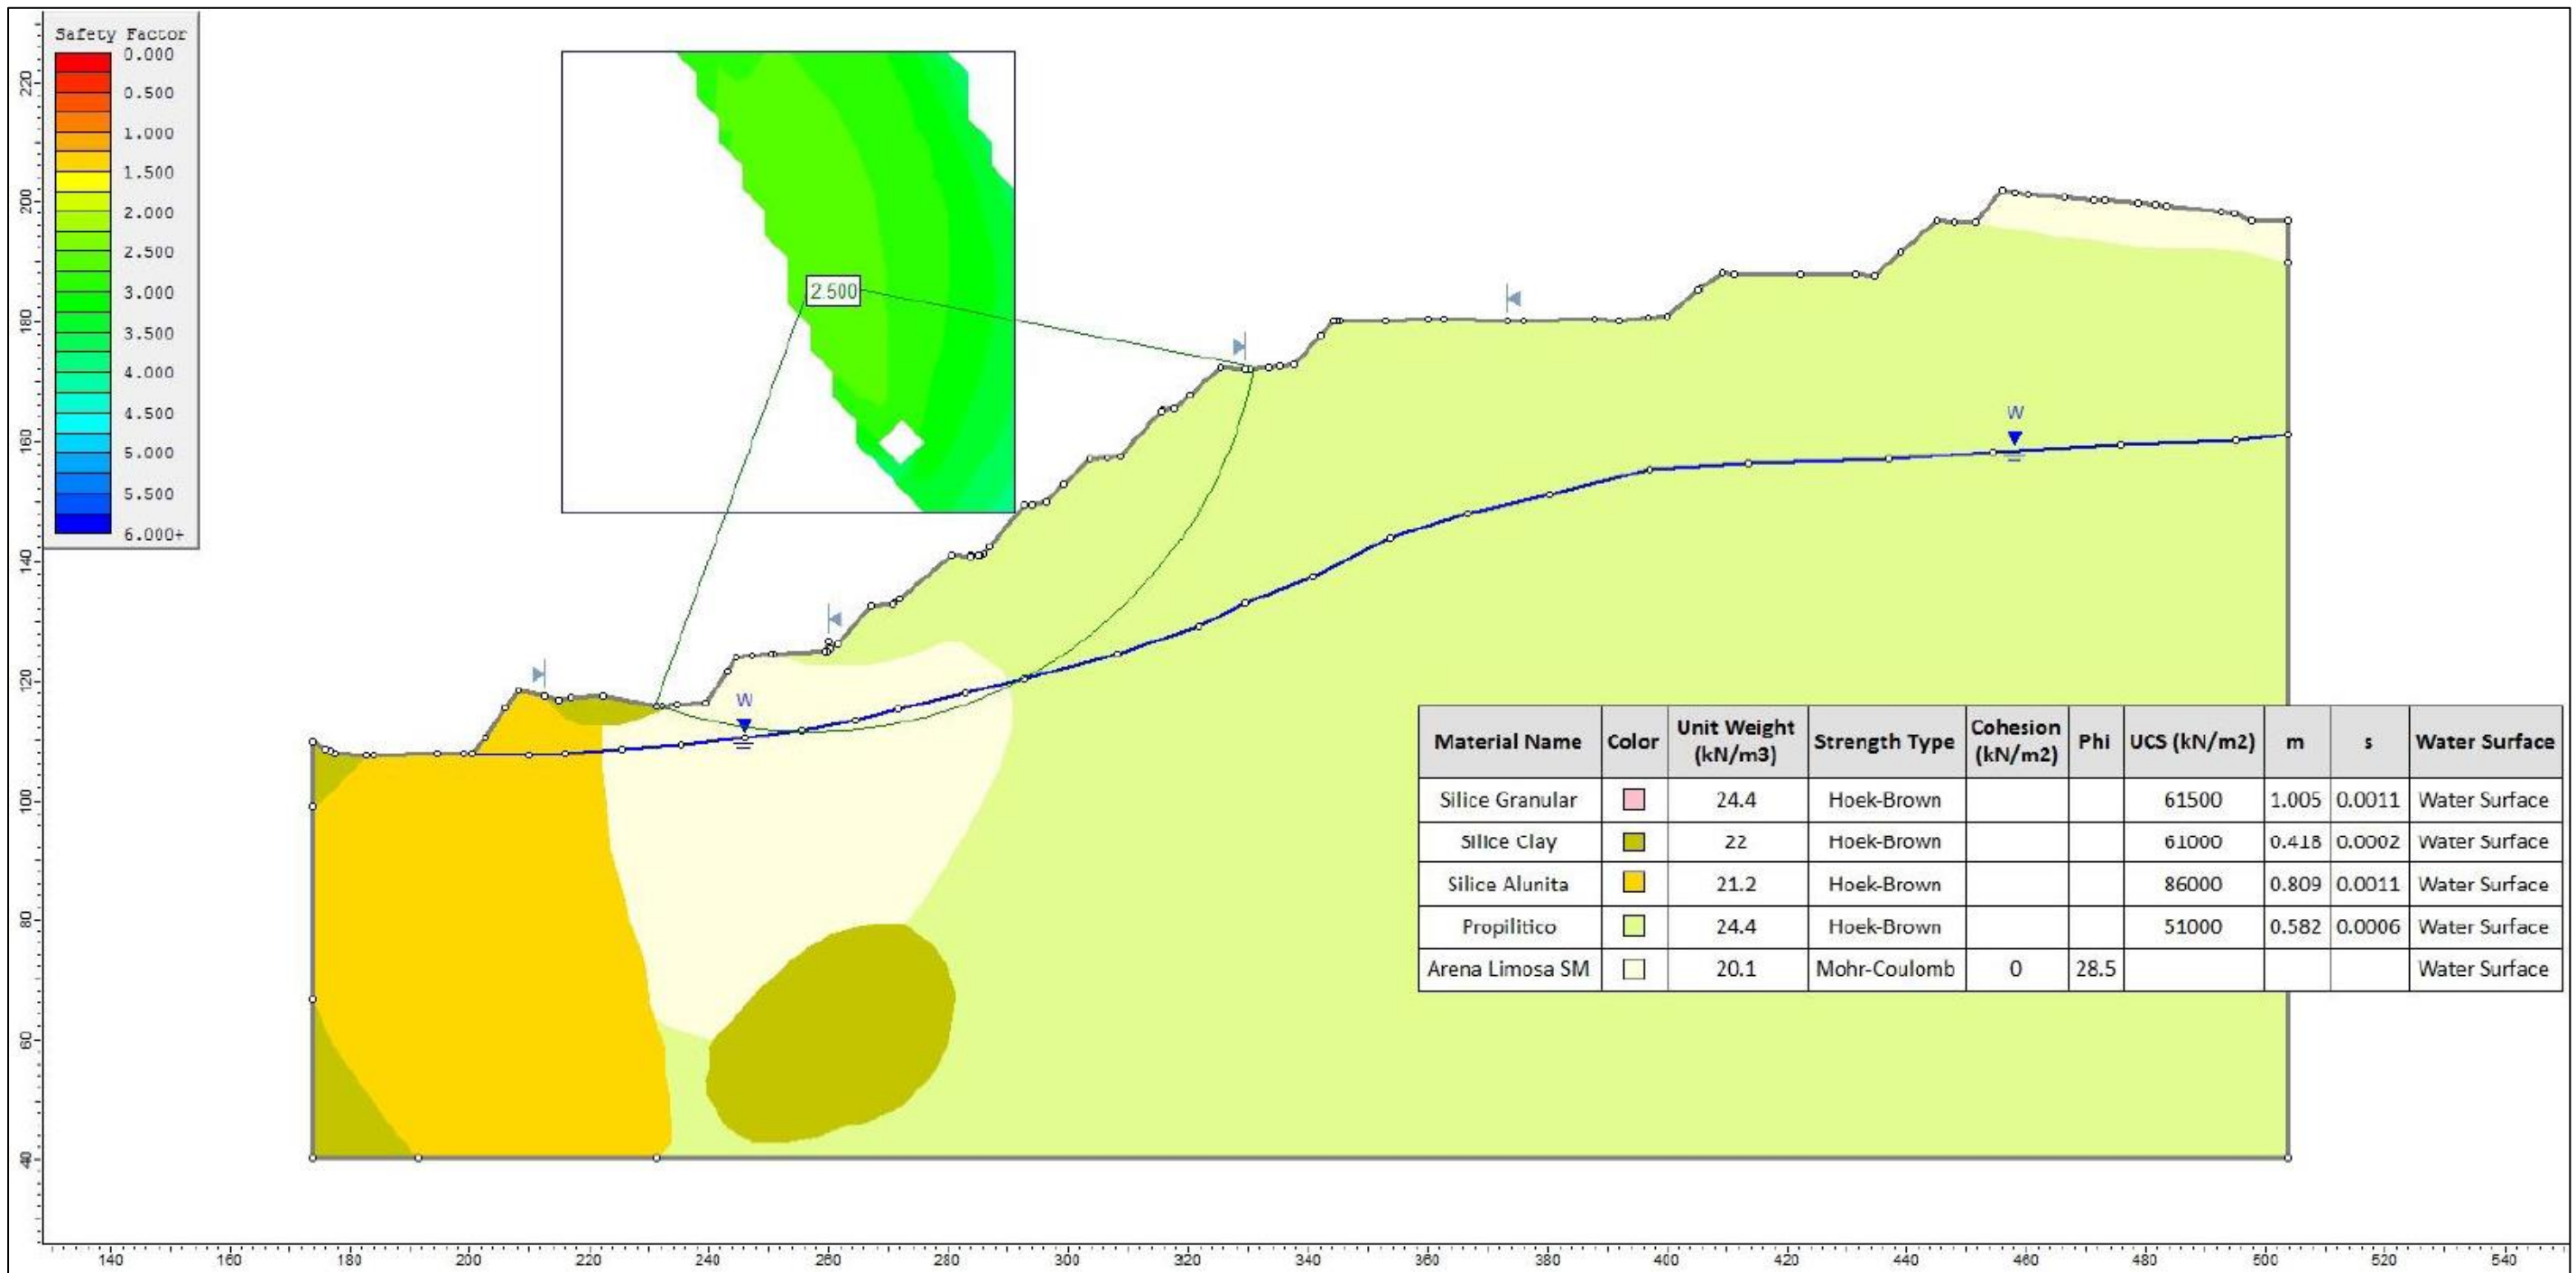 Safety Factor
0.000
0.500
1.000
1.500
2.000
2.500
3.000
3.500
4.000
4.500
5.000
5.500
6.000+
220
200
180
160
140
120
100
80
60
40
2.500
W
W
Material Name Color Unit Weight (kN/m3) Strength Type Cohesion (kN/m2) Phi UCS (kN/m2) m s Water Surface
Silice Granular 24.4 Hoek-Brown 61500 1.005 0.0011 Water Surface
Silice Clay 22 Hoek-Brown 61000 0.418 0.0002 Water Surface
Silice Alunita 21.2 Hoek-Brown 86000 0.809 0.0011 Water Surface
Propilitico 24.4 Hoek-Brown 51000 0.582 0.0006 Water Surface
Arena Limosa SM 20.1 Mohr-Coulomb 0 28.5 Water Surface
140 160 180 200 220 240 260 280 300 320 340 360 380 400 420 440 460 480 500 520 540